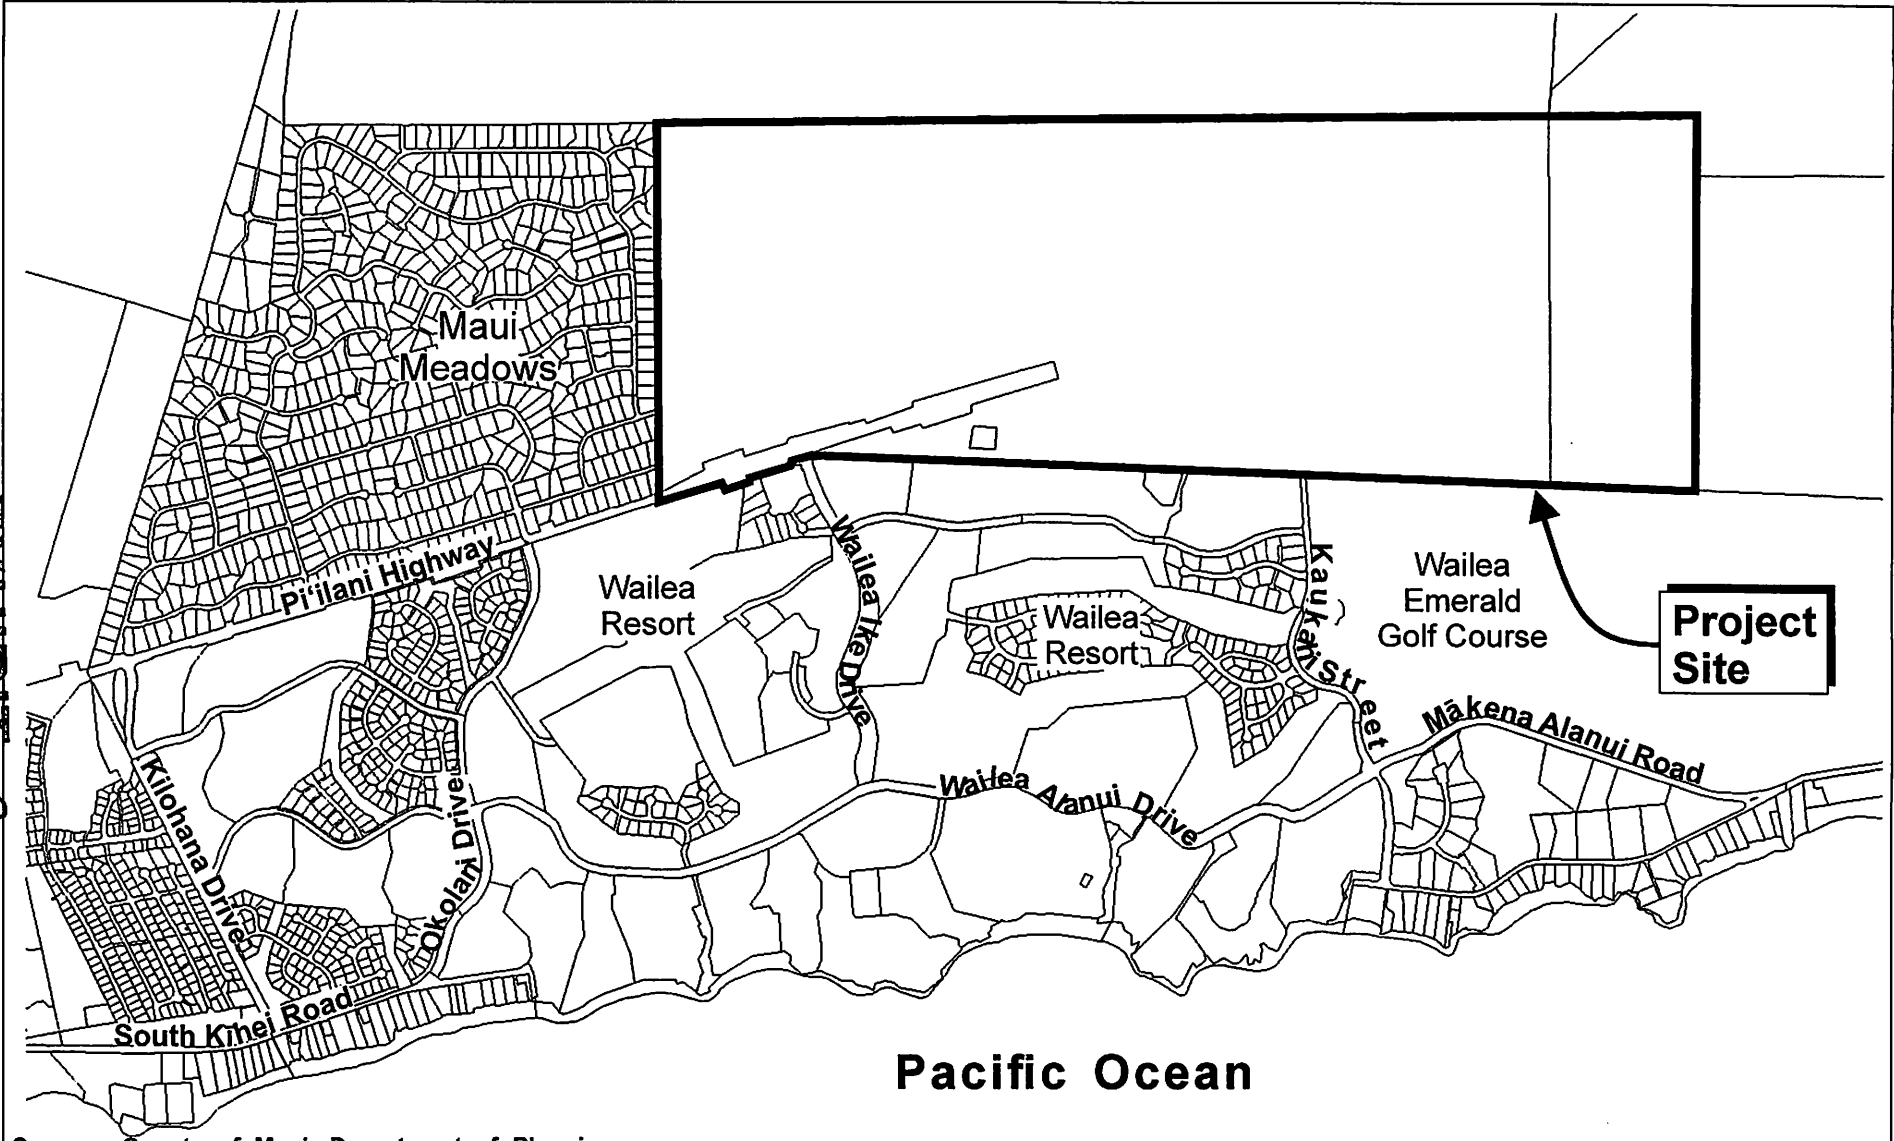 Maui
Meadows
Pi‘ilani Highway
Wailea
Resort
Wailea Ike Drive
Wailea
Resort
Kaukahi Street
Wailea
Emerald
Golf Course
Project
Site
Mākena Alanui Road
Wailea Alanui Drive
Kilohana Drive
Okolani Drive
South Kīhei Road
Pacific Ocean